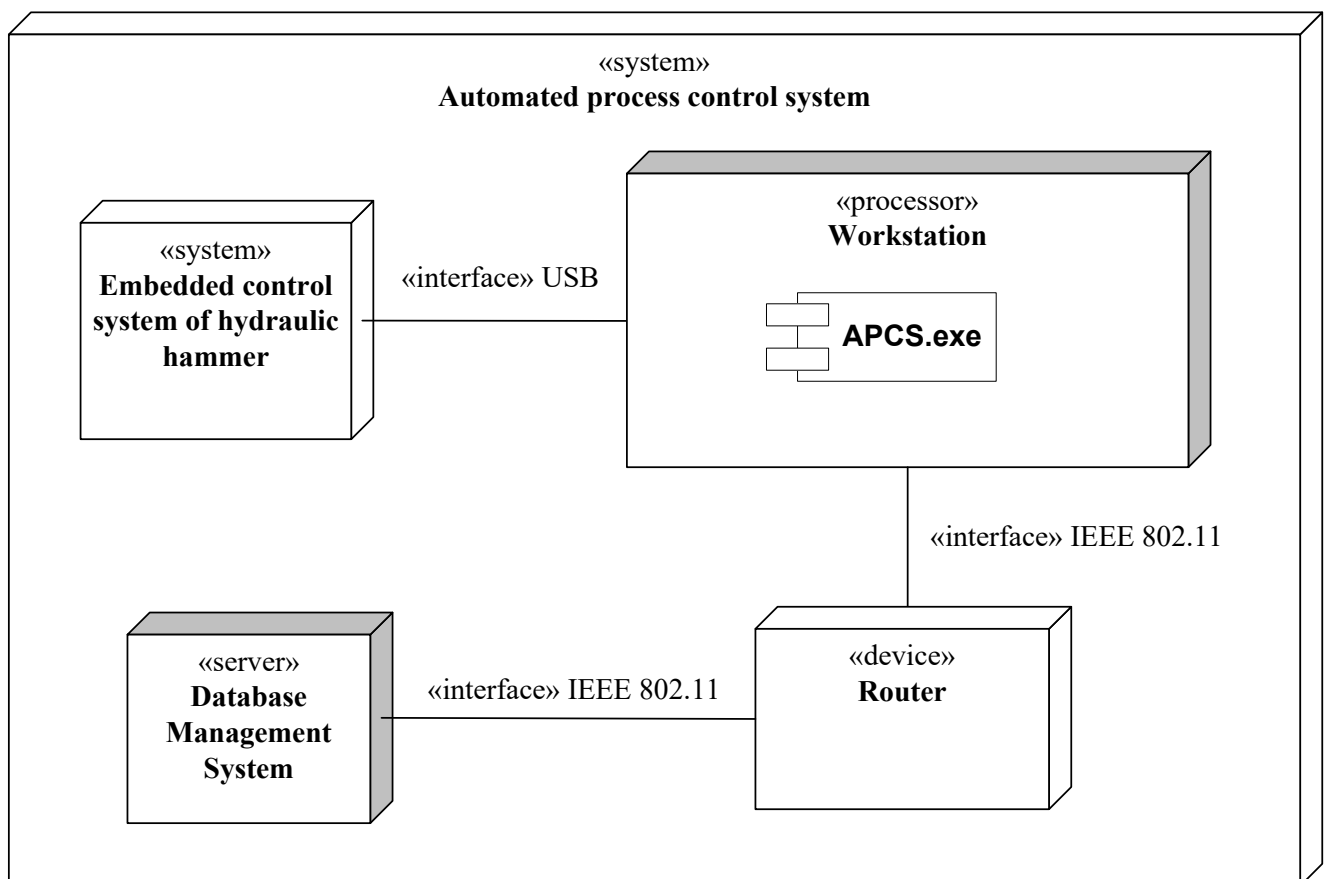 «system»
Automated process control system
«processor»
Workstation
«system»
Embedded control
system of hydraulic
hammer
«interface» USB
APCS.exe
«interface» IEEE 802.11
«server»
Database
Management
System
«interface» IEEE 802.11
«device»
Router